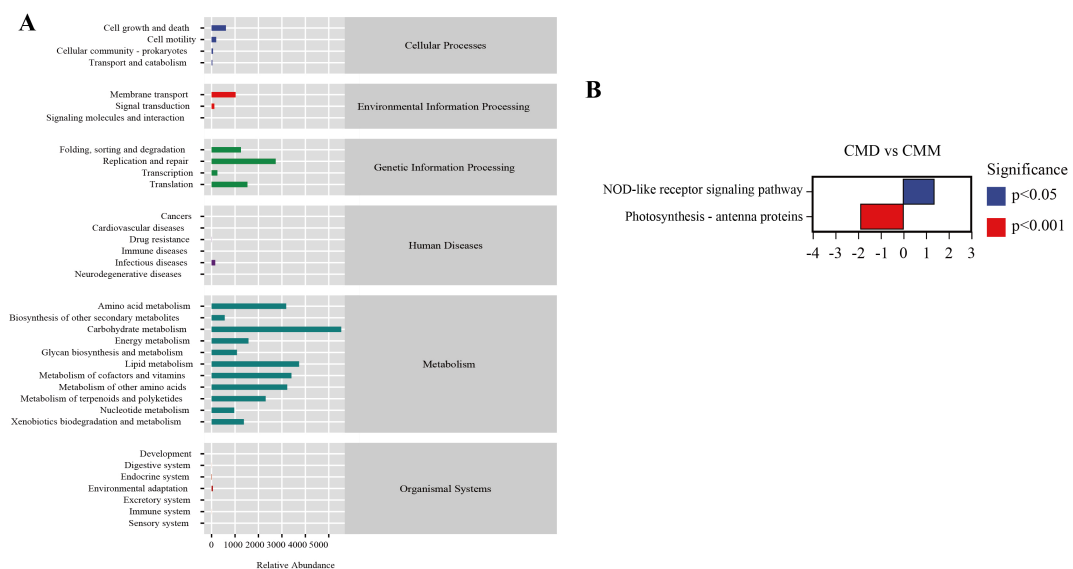 A
Cell growth and death
Cell motility
Cellular community - prokaryotes
Transport and catabolism
Cellular Processes
Membrane transport
Signal transduction
Signaling molecules and interaction
Environmental Information Processing
Folding, sorting and degradation
Replication and repair
Transcription
Translation
Genetic Information Processing
Cancers
Cardiovascular diseases
Drug resistance
Immune diseases
Infectious diseases
Neurodegenerative diseases
Human Diseases
Amino acid metabolism
Biosynthesis of other secondary metabolites
Carbohydrate metabolism
Energy metabolism
Glycan biosynthesis and metabolism
Lipid metabolism
Metabolism of cofactors and vitamins
Metabolism of other amino acids
Metabolism of terpenoids and polyketides
Nucleotide metabolism
Xenobiotics biodegradation and metabolism
Metabolism
Development
Digestive system
Endocrine system
Environmental adaptation
Excretory system
Immune system
Sensory system
Organismal Systems
0 1000 2000 3000 4000 5000
Relative Abundance
B
CMD vs CMM
NOD-like receptor signaling pathway
Photosynthesis - antenna proteins
-4 -3 -2 -1 0 1 2 3
Significance
p<0.05
p<0.001